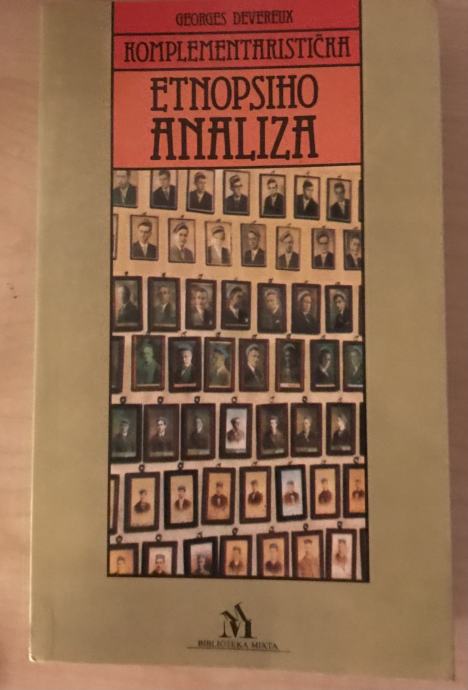 GEORGES DEVEREUX
KOMPLEMENTARISTIČKA
ETNOPSIHO
ANALIZA
M
BIBLIOTEKA MIXTA